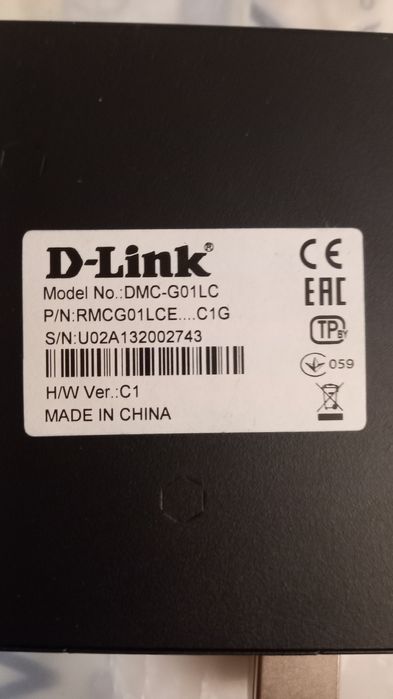 D-Link®
Model No.:DMC-G01LC
P/N:RMCG01LCE....C1G
S/N:U02A132002743
H/W Ver.:C1
MADE IN CHINA
CE
EAC
TP BY
059